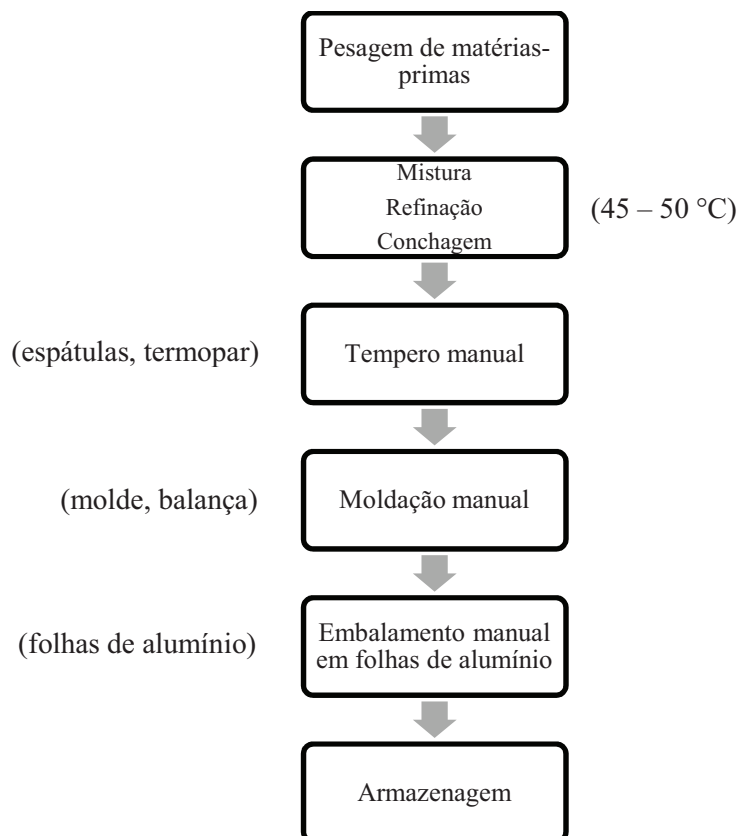 Pesagem de matérias-
primas
Mistura
Refinação
Conchagem
(45 – 50 °C)
(espátulas, termopar)
Tempero manual
(molde, balança)
Moldação manual
(folhas de alumínio)
Embalamento manual
em folhas de alumínio
Armazenagem